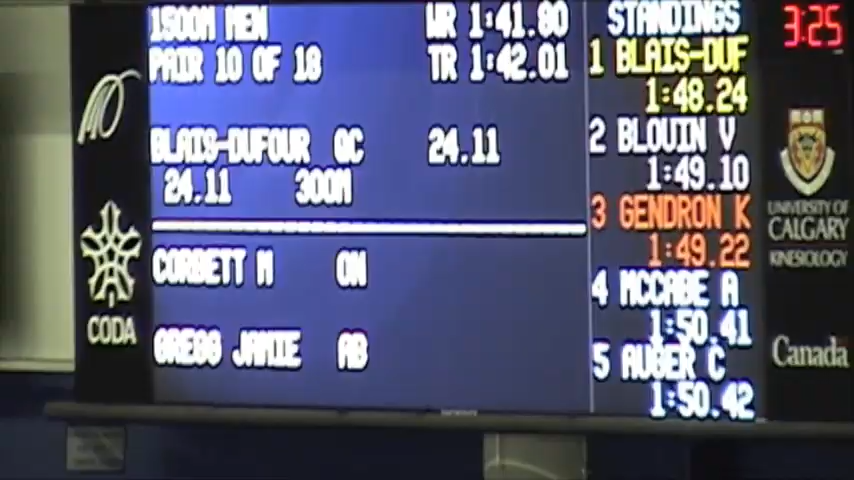 1500M MEN WR 1:41.80
PAIR 10 OF 18 TR 1:42.01
BLAIS-DUFOUR QC 24.11
24.11 300M
CORBETT M ON
GREGG JAMIE AB
STANDINGS
1 BLAIS-DUF
1:48.24
2 BLOUIN V
1:49.10
3 GENDRON K
1:49.22
4 MCCABE A
1:50.41
5 AUGER C
1:50.42
CODA
3:25
UNIVERSITY OF
CALGARY
KINESIOLOGY
Canada